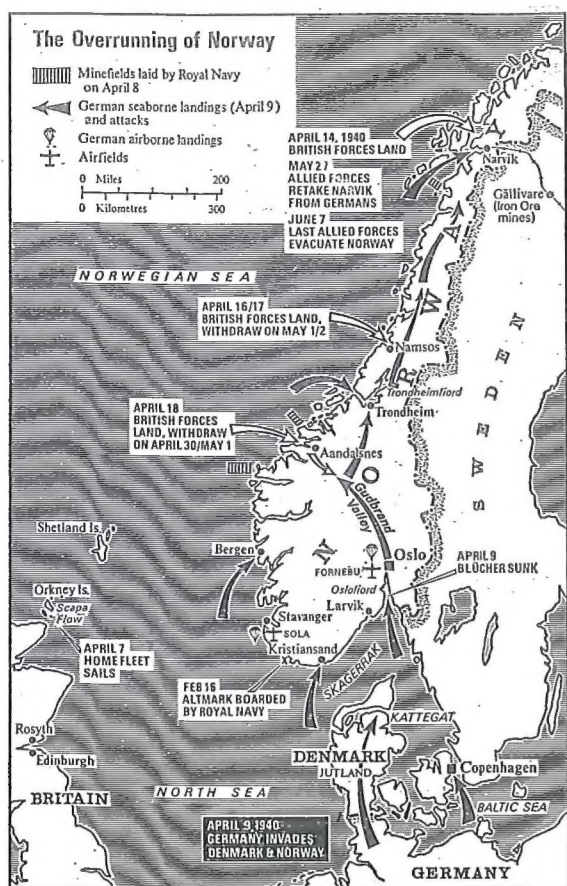 The Overrunning of Norway
Minefields laid by Royal Navy
on April 8
German seaborne landings (April 9)
and attacks
German airborne landings
Airfields
0 Miles 200
0 Kilometres 300
APRIL 14, 1940
BRITISH FORCES LAND
MAY 27
ALLIED FORCES
RETAKE NARVIK
FROM GERMANS
JUNE 7
LAST ALLIED FORCES
EVACUATE NORWAY
Narvik
Gällivare
(Iron Ore
mines)
NORWEGIAN SEA
NORWAY
SWEDEN
APRIL 16/17
BRITISH FORCES LAND,
WITHDRAW ON MAY 1/2
Namsos
Trondheimfiord
Trondheim
APRIL 18
BRITISH FORCES
LAND, WITHDRAW
ON APRIL 30/MAY 1
Aandalsnes
Gudbrand
Valley
Shetland Is.
Bergen
FORNEBU
Oslo
APRIL 9
BLÜCHER SUNK
Oslofiord
Orkney Is.
Scapa
Flow
Stavanger
Larvik
SOLA
Kristiansand
APRIL 7
HOME FLEET
SAILS
FEB 16
ALTMARK BOARDED
BY ROYAL NAVY
SKAGERRAK
KATTEGAT
Rosyth
Edinburgh
DENMARK
JUTLAND
Copenhagen
BRITAIN
NORTH SEA
BALTIC SEA
APRIL 9 1940
GERMANY INVADES
DENMARK & NORWAY.
GERMANY